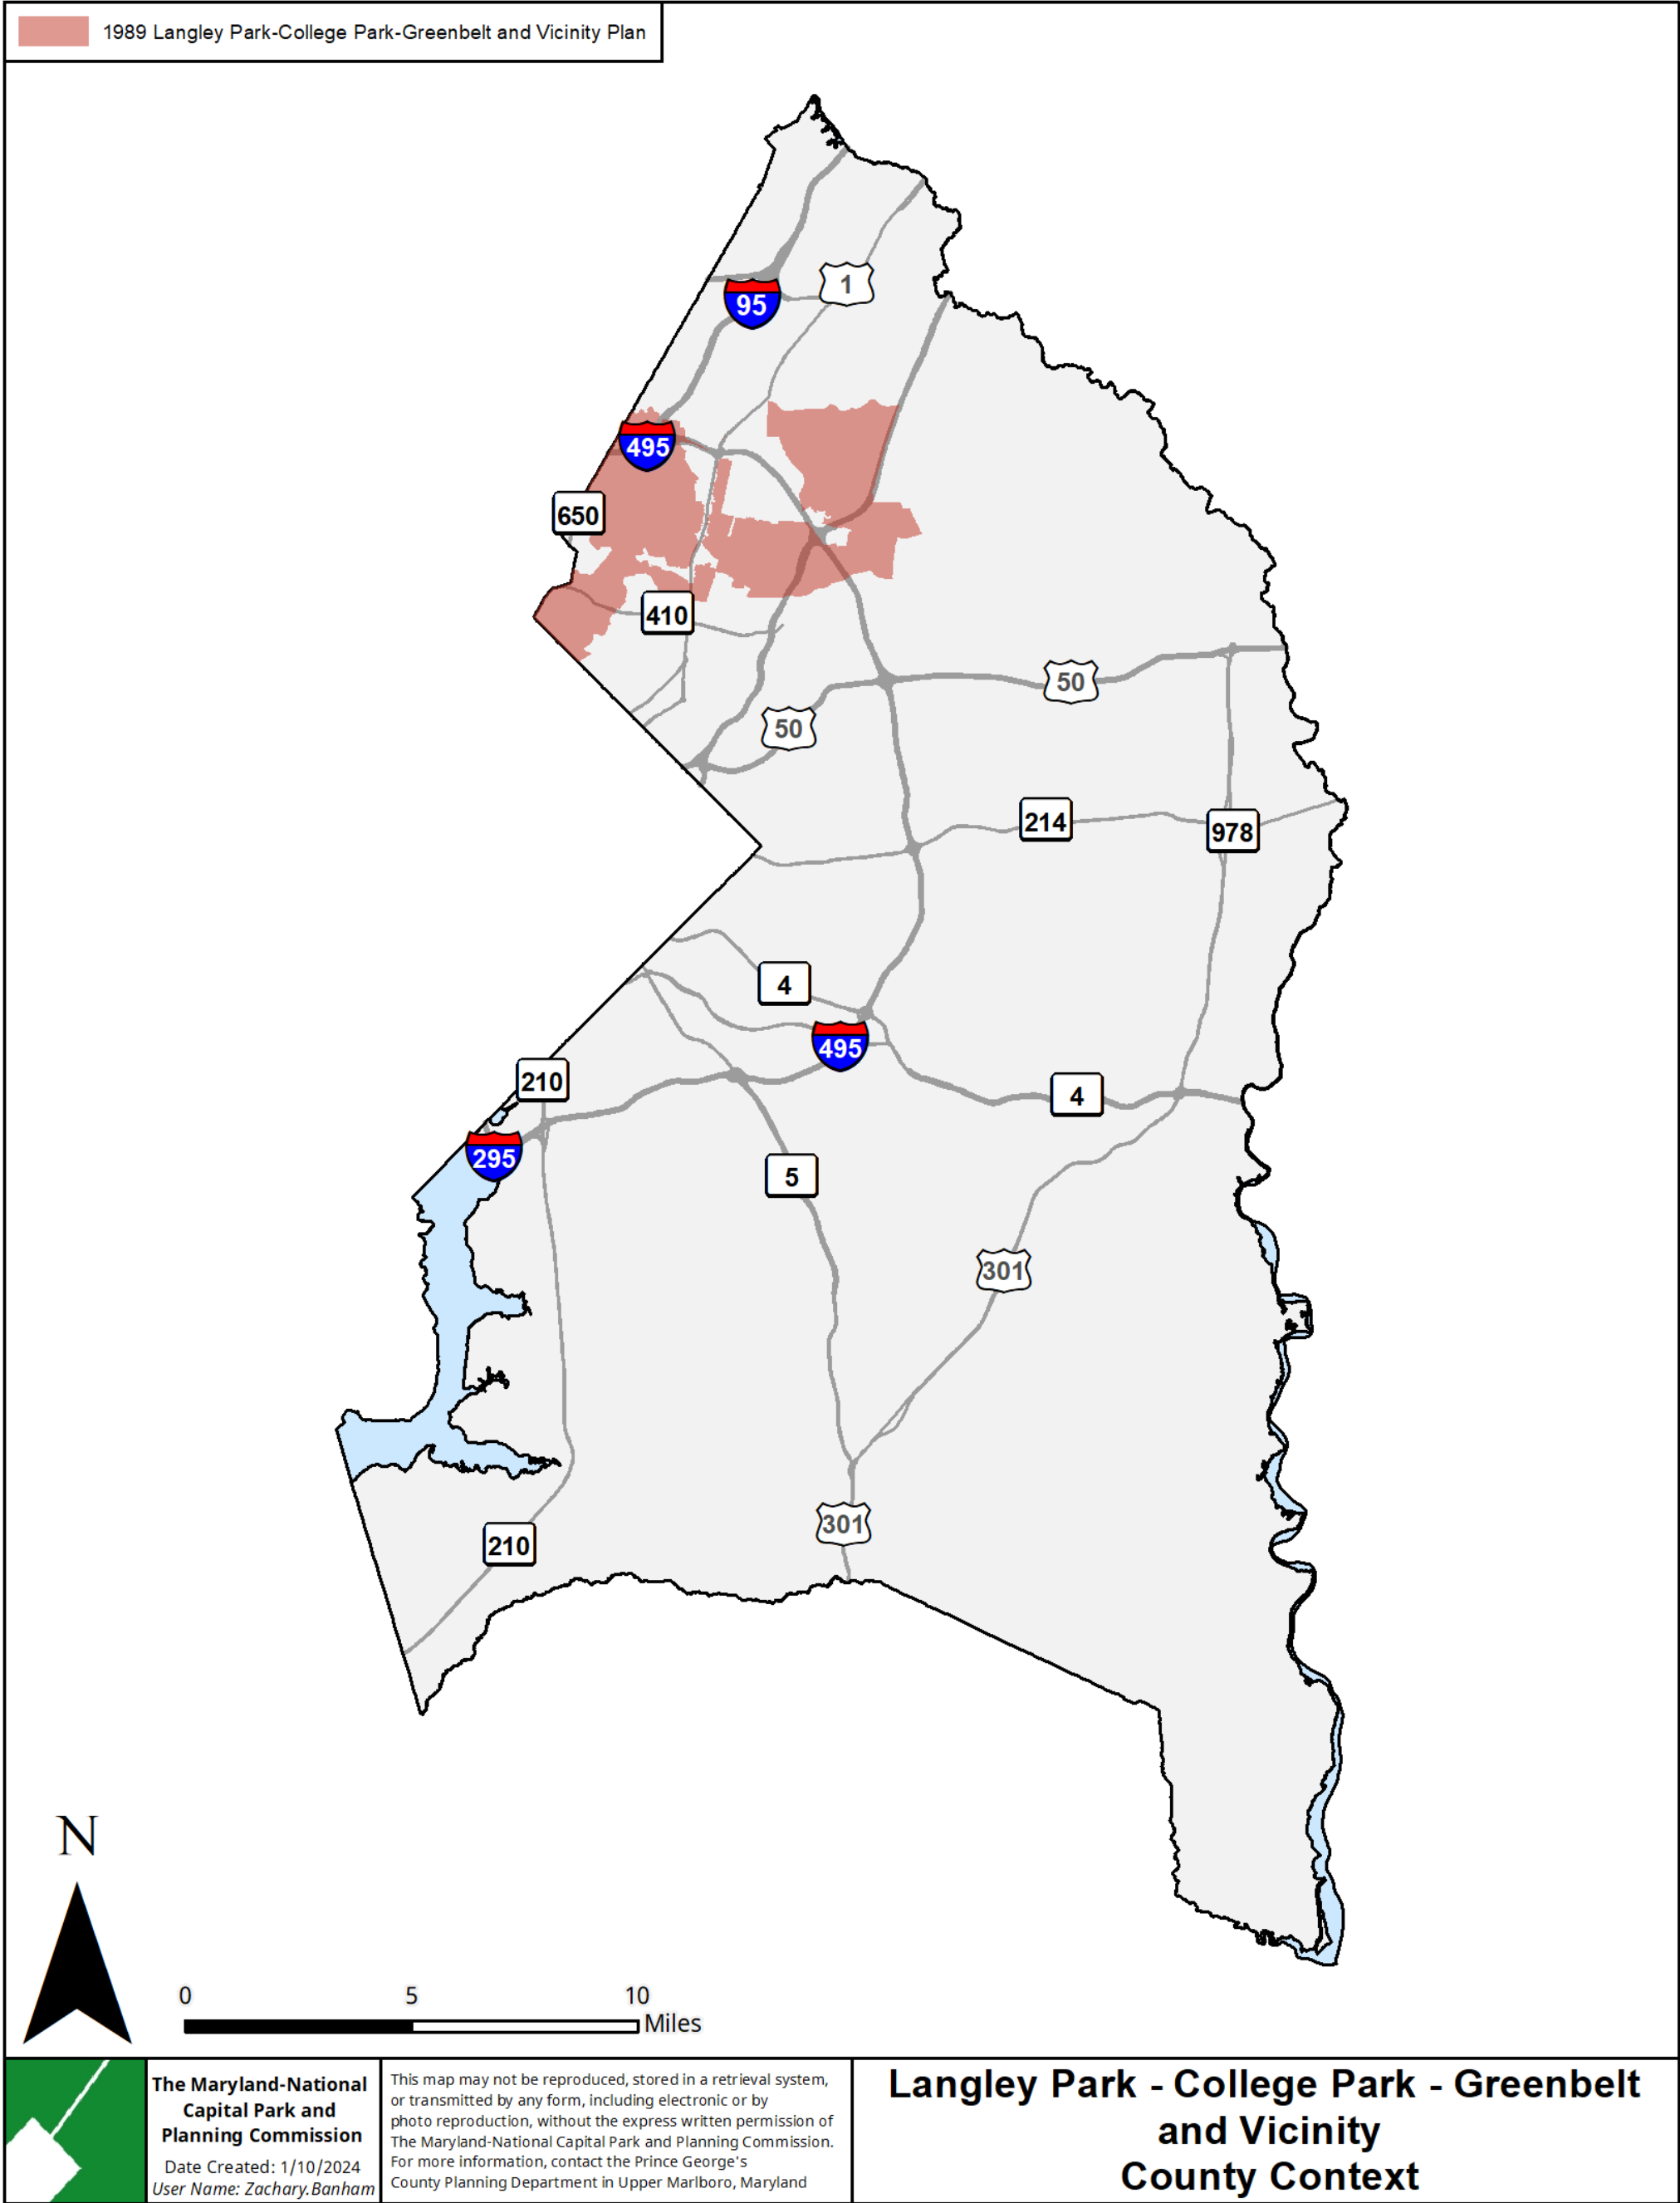 1989 Langley Park-College Park-Greenbelt and Vicinity Plan
1
95
495
650
410
50
50
214
978
4
495
210
4
295
5
301
301
210
N
0 5 10
Miles
The Maryland-National
Capital Park and
Planning Commission
Date Created: 1/10/2024
User Name: Zachary.Banham
This map may not be reproduced, stored in a retrieval system,
or transmitted by any form, including electronic or by
photo reproduction, without the express written permission of
The Maryland-National Capital Park and Planning Commission.
For more information, contact the Prince George's
County Planning Department in Upper Marlboro, Maryland
Langley Park - College Park - Greenbelt
and Vicinity
County Context